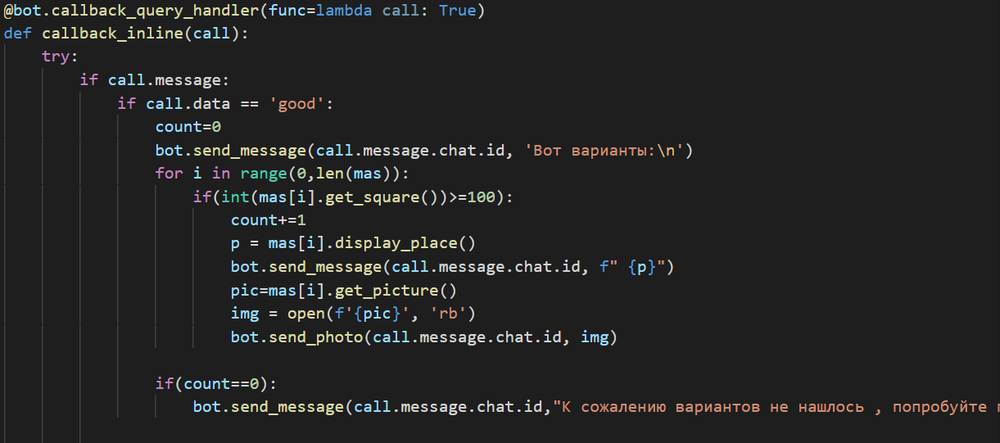 @bot.callback_query_handler(func=lambda call: True)
def callback_inline(call):
    try:
        if call.message:
            if call.data == 'good':
                count=0
                bot.send_message(call.message.chat.id, 'Вот варианты:\n')
                for i in range(0,len(mas)):
                    if(int(mas[i].get_square())>=100):
                        count+=1
                        p = mas[i].display_place()
                        bot.send_message(call.message.chat.id, f" {p}")
                        pic=mas[i].get_picture()
                        img = open(f'{pic}', 'rb')
                        bot.send_photo(call.message.chat.id, img)
                if(count==0):
                    bot.send_message(call.message.chat.id,"К сожалению вариантов не нашлось , попробуйте